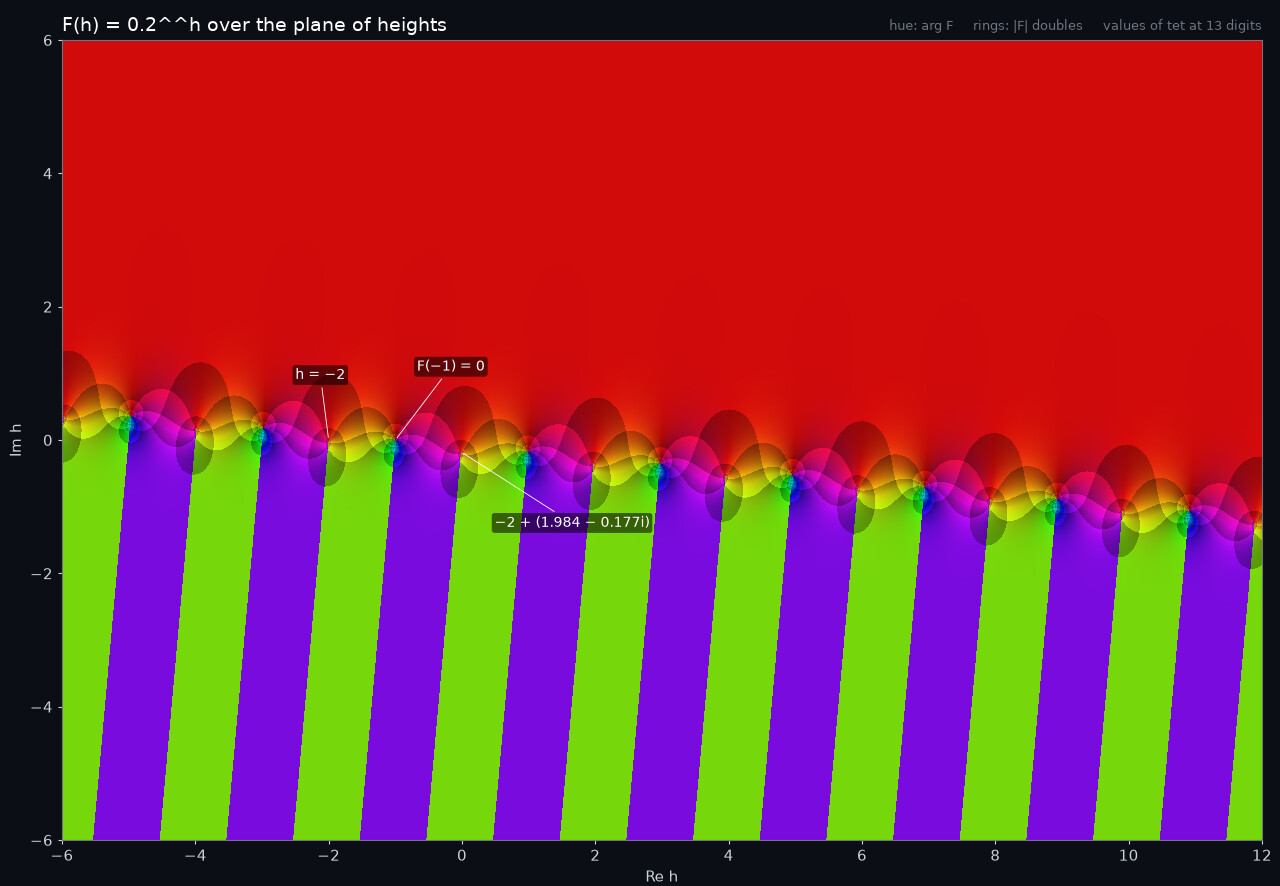 F(h) = 0.2^^h over the plane of heights
hue: arg F rings: |F| doubles values of tet at 13 digits
6
4
2
0
−2
−4
−6
Im h
h = −2
F(−1) = 0
−2 + (1.984 − 0.177i)
−6
−4
−2
0
2
4
6
8
10
12
Re h